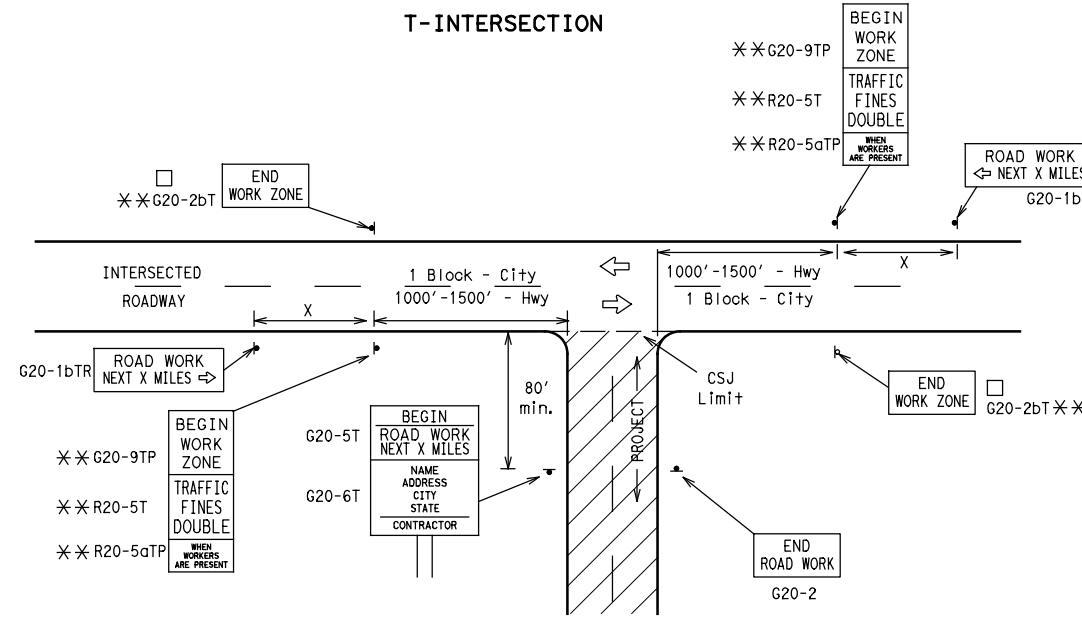 T-INTERSECTION
BEGIN
WORK
ZONE
TRAFFIC
FINES
DOUBLE
WHEN
WORKERS
ARE PRESENT
**G20-9TP
**R20-5T
**R20-5aTP
ROAD WORK
⇦ NEXT X MILES
G20-1b
□
**G20-2bT
END
WORK ZONE
INTERSECTED
ROADWAY
1 Block - City
1000'-1500' - Hwy
X
1000'-1500' - Hwy
1 Block - City
X
G20-1bTR
ROAD WORK
NEXT X MILES ⇨
80'
min.
CSJ
Limit
PROJECT
END
WORK ZONE
□
G20-2bT**
**G20-9TP
**R20-5T
**R20-5aTP
BEGIN
WORK
ZONE
TRAFFIC
FINES
DOUBLE
WHEN
WORKERS
ARE PRESENT
G20-5T
G20-6T
BEGIN
ROAD WORK
NEXT X MILES
NAME
ADDRESS
CITY
STATE
CONTRACTOR
END
ROAD WORK
G20-2